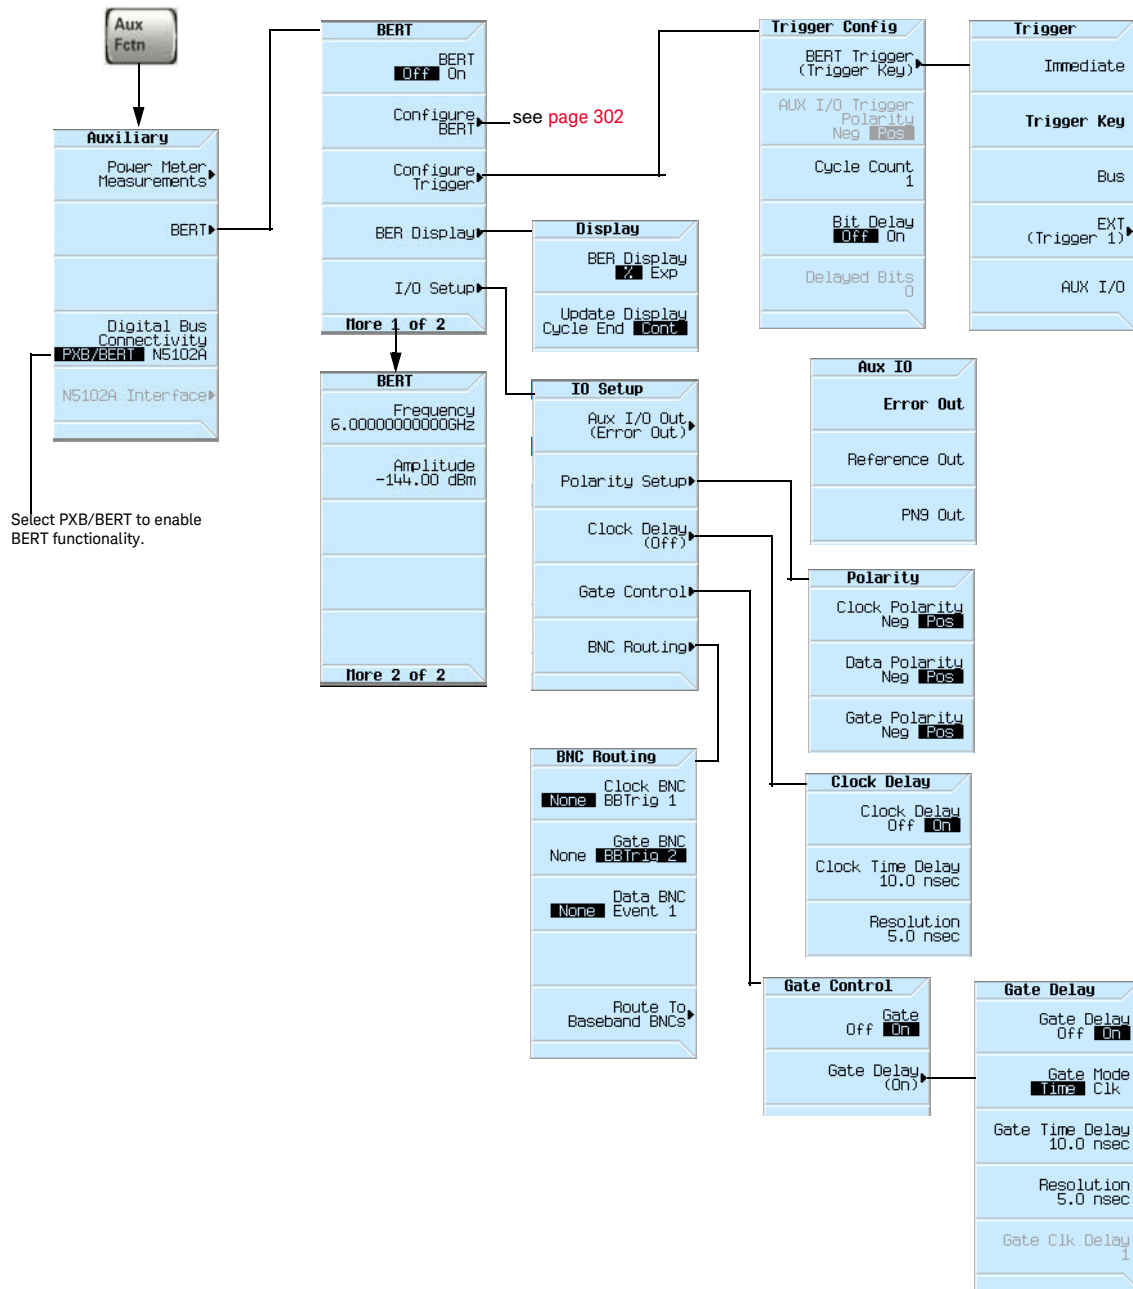 Aux
Fctn
Auxiliary
Power Meter
Measurements
BERT
Digital Bus
Connectivity
PXB/BERT N5102A
N5102A Interface
Select PXB/BERT to enable
BERT functionality.
BERT
BERT
Off On
Configure
BERT
see page 302
Configure
Trigger
BER Display
I/O Setup
More 1 of 2
BERT
Frequency
6.00000000000GHz
Amplitude
-144.00 dBm
More 2 of 2
Display
BER Display
% Exp
Update Display
Cycle End Cont
IO Setup
Aux I/O Out
(Error Out)
Polarity Setup
Clock Delay
(Off)
Gate Control
BNC Routing
BNC Routing
Clock BNC
None BBTrig 1
Gate BNC
None BBTrig 2
Data BNC
None Event 1
Route To
Baseband BNCs
Trigger Config
BERT Trigger
(Trigger Key)
AUX I/O Trigger
Polarity
Neg Pos
Cycle Count
1
Bit Delay
Off On
Delayed Bits
0
Trigger
Immediate
Trigger Key
Bus
EXT
(Trigger 1)
AUX I/O
Aux IO
Error Out
Reference Out
PN9 Out
Polarity
Clock Polarity
Neg Pos
Data Polarity
Neg Pos
Gate Polarity
Neg Pos
Clock Delay
Clock Delay
Off On
Clock Time Delay
10.0 nsec
Resolution
5.0 nsec
Gate Control
Gate
Off On
Gate Delay
(On)
Gate Delay
Gate Delay
Off On
Gate Mode
Time Clk
Gate Time Delay
10.0 nsec
Resolution
5.0 nsec
Gate Clk Delay
1